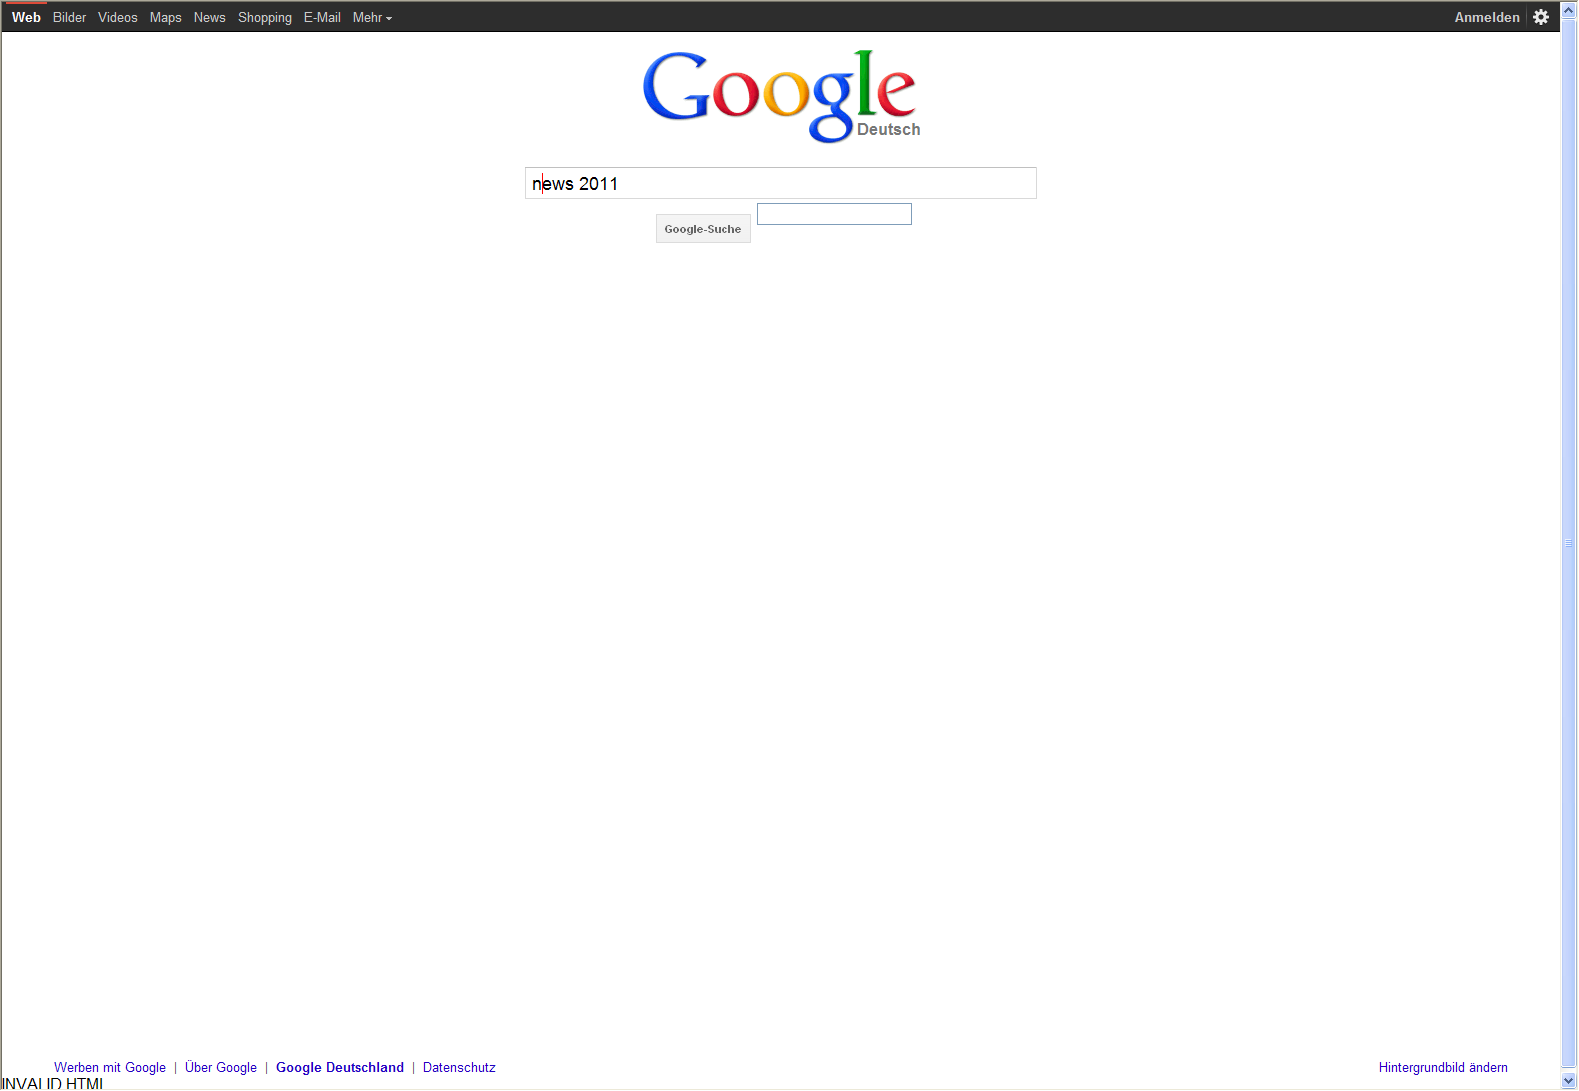 Web Bilder Videos Maps News Shopping E-Mail Mehr
Anmelden
Google
Deutsch
news 2011
Google-Suche
Werben mit Google | Über Google | Google Deutschland | Datenschutz
Hintergrundbild ändern
INVALID HTML